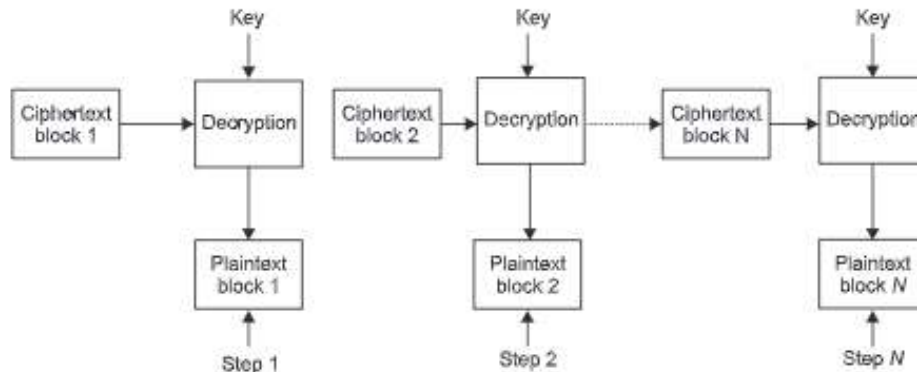 Key
Key
Key
Ciphertext
block 1
Decryption
Ciphertext
block 2
Decryption
Ciphertext
block N
Decryption
Plaintext
block 1
Plaintext
block 2
Plaintext
block N
Step 1
Step 2
Step N